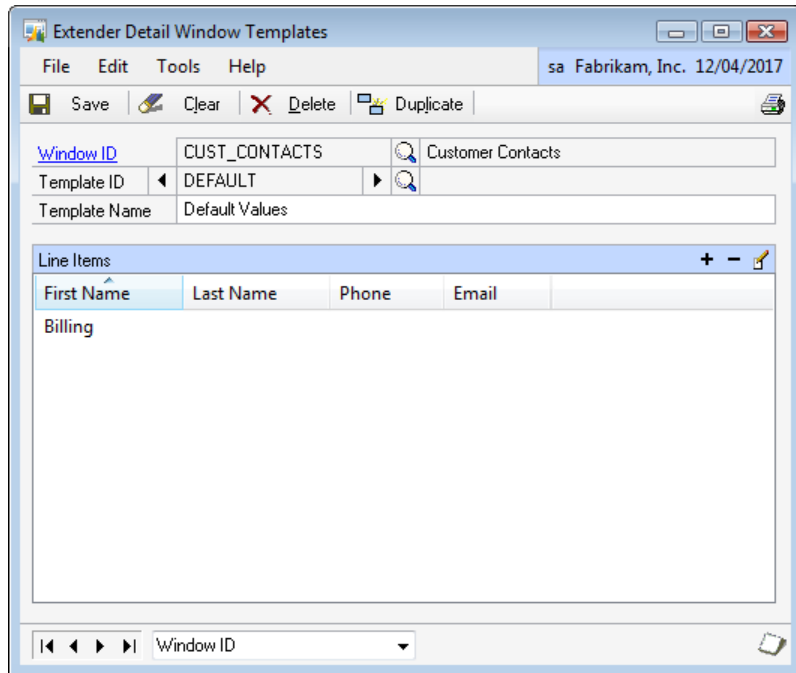 Extender Detail Window Templates
File Edit Tools Help sa Fabrikam, Inc. 12/04/2017
Save Clear Delete Duplicate
Window ID CUST_CONTACTS Customer Contacts
Template ID DEFAULT
Template Name Default Values
Line Items
First Name Last Name Phone Email
Billing
Window ID